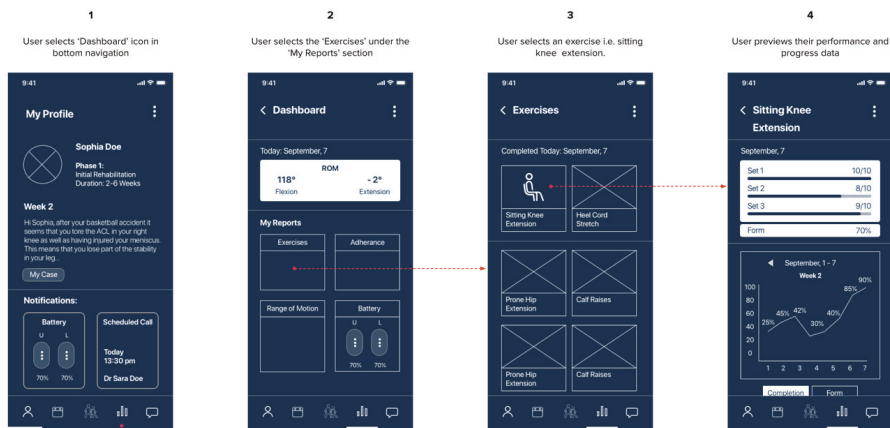 1
User selects 'Dashboard' icon in
bottom navigation
9:41
My Profile
Sophia Doe
Phase 1:
Initial Rehabilitation
Duration: 2-6 Weeks
Week 2
Hi Sophia, after your basketball accident it
seems that you tore the ACL in your right
knee as well as having injured your meniscus.
This means that you lose part of the stability
in your leg...
My Case
Notifications:
Battery
U L
70% 70%
Scheduled Call
Today
13:30 pm
Dr Sara Doe
2
User selects the 'Exercises' under the
'My Reports' section
9:41
Dashboard
Today: September, 7
ROM
118° - 2°
Flexion Extension
My Reports
Exercises
Adherance
Range of Motion
Battery
U L
70% 70%
3
User selects an exercise i.e. sitting
knee extension.
9:41
Exercises
Completed Today: September, 7
Sitting Knee
Extension
Heel Cord
Stretch
Prone Hip
Extension
Calf Raises
Prone Hip
Extension
Calf Raises
4
User previews their performance and
progress data
9:41
Sitting Knee
Extension
September, 7
Set 1 10/10
Set 2 8/10
Set 3 9/10
Form 70%
September, 1 - 7
Week 2
100
80
60
40
20
0
25% 45% 42% 30% 40% 85% 90%
1 2 3 4 5 6 7
Completion Form